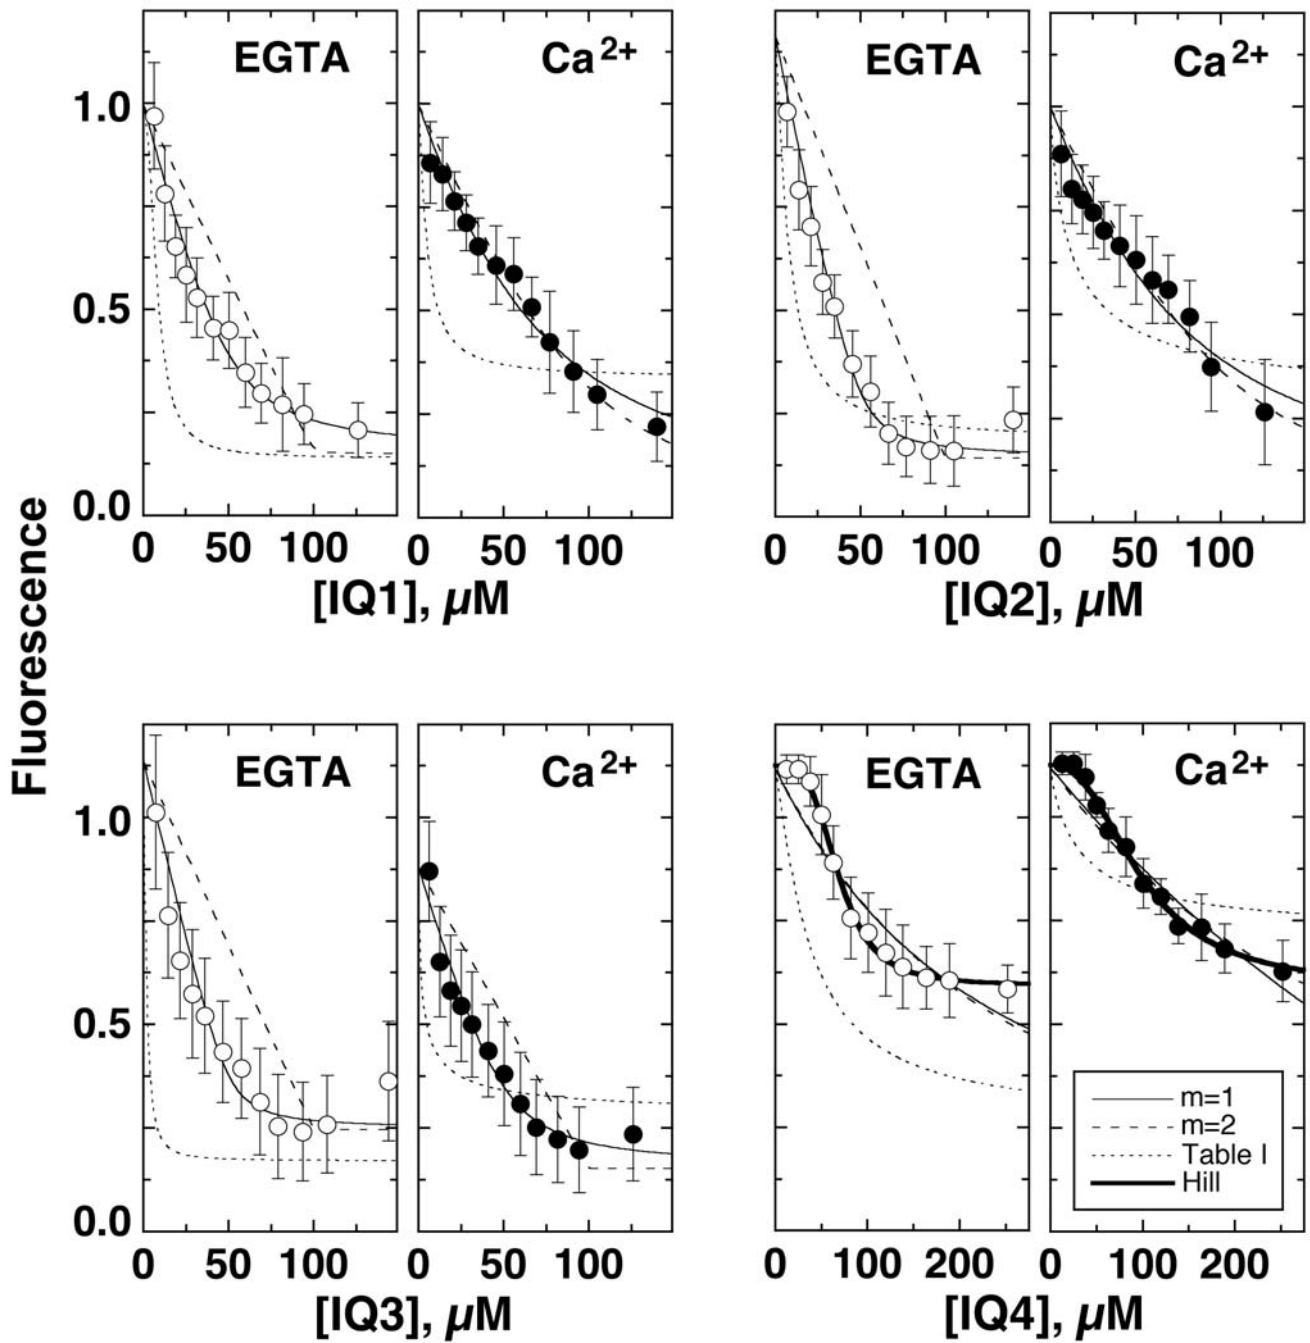 EGTA
Ca2+
EGTA
Ca2+
1.0
0.5
0.0
0 50 100
0 50 100
0 50 100
0 50 100
[IQ1], µM
[IQ2], µM
Fluorescence
EGTA
Ca2+
EGTA
Ca2+
1.0
0.5
0.0
m=1
m=2
Table I
Hill
0 50 100
0 50 100
0 100 200
0 100 200
[IQ3], µM
[IQ4], µM